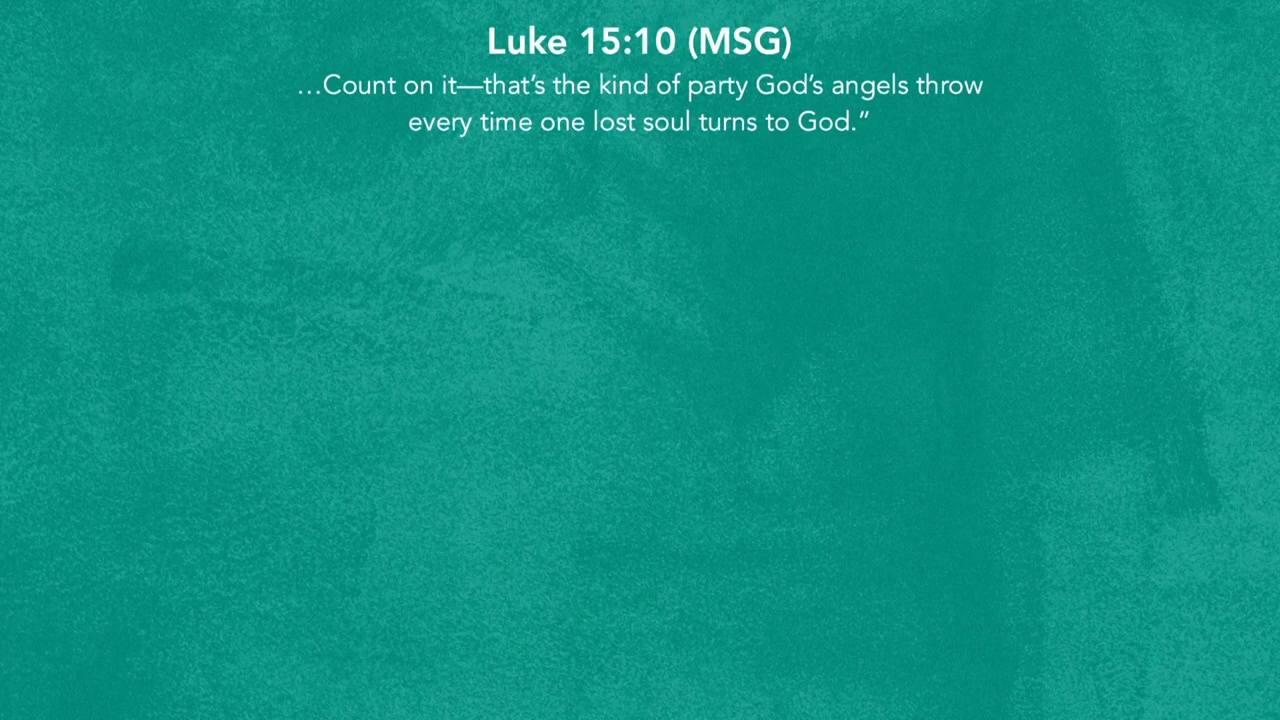 Luke 15:10 (MSG)
…Count on it—that’s the kind of party God’s angels throw
every time one lost soul turns to God.”